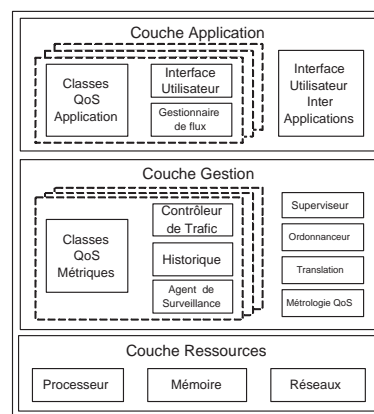 Couche Application
Classes
QoS
Application
Interface
Utilisateur
Gestionnaire
de flux
Interface
Utilisateur
Inter
Applications
Couche Gestion
Classes
QoS
Métriques
Contrôleur
de Trafic
Historique
Agent de
Surveillance
Superviseur
Ordonnanceur
Translation
Métrologie QoS
Couche Ressources
Processeur
Mémoire
Réseaux